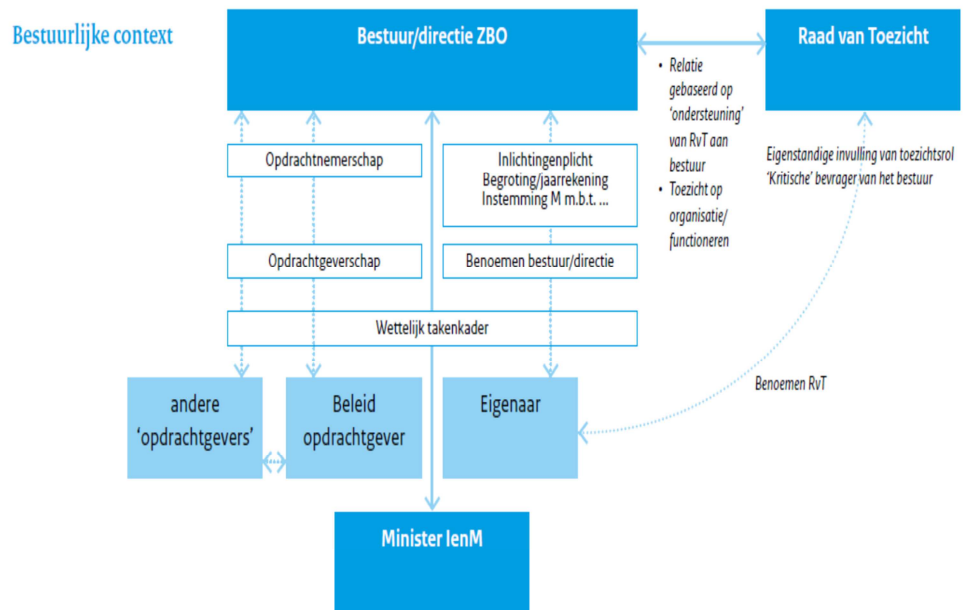 Bestuurlijke context
Bestuur/directie ZBO
Raad van Toezicht
• Relatie
gebaseerd op
‘ondersteuning’
van RvT aan
bestuur
• Toezicht op
organisatie/
functioneren
Eigenstandige invulling van toezichtsrol
‘Kritische’ bevrager van het bestuur
Opdrachtnemerschap
Inlichtingenplicht
Begroting/jaarrekening
Instemming M m.b.t. ...
Opdrachtgeverschap
Benoemen bestuur/directie
Wettelijk takenkader
andere
‘opdrachtgevers’
Beleid
opdrachtgever
Eigenaar
Benoemen RvT
Minister IenM